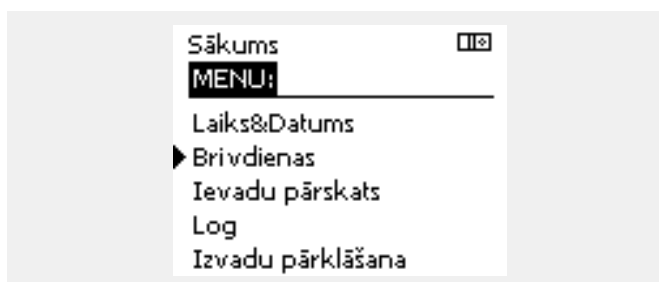 Sākums
MENU:
Laiks&Datums
Brīvdienas
Ievadu pārskats
Log
Izvadu pārklāšana